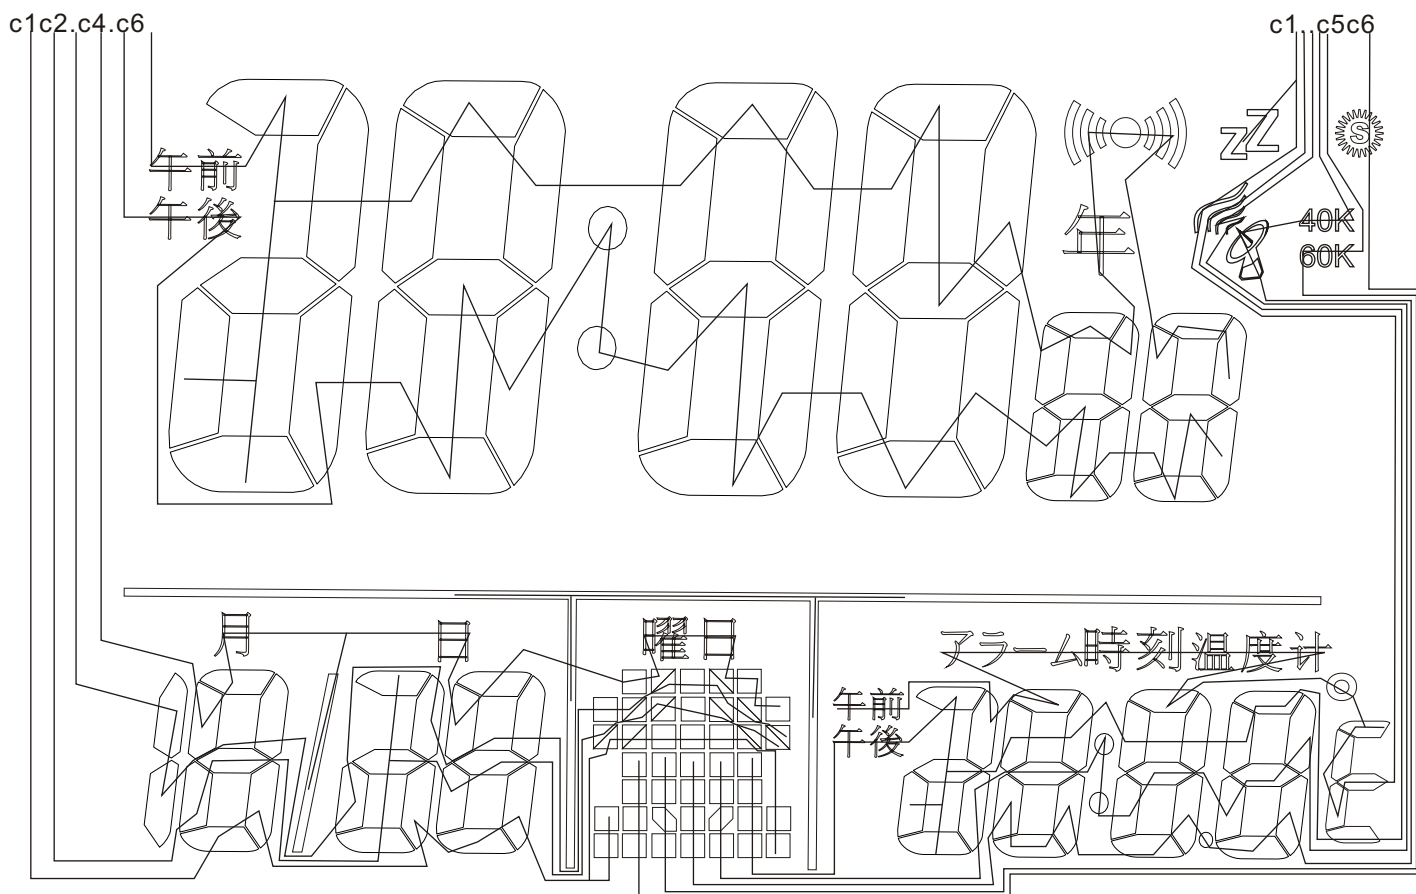 c1c2.c4.c6
c1..c5c6
午前
午後
年
zZ
S
40K
60K
月
日
曜日
アラーム時刻温度计
午前
午後